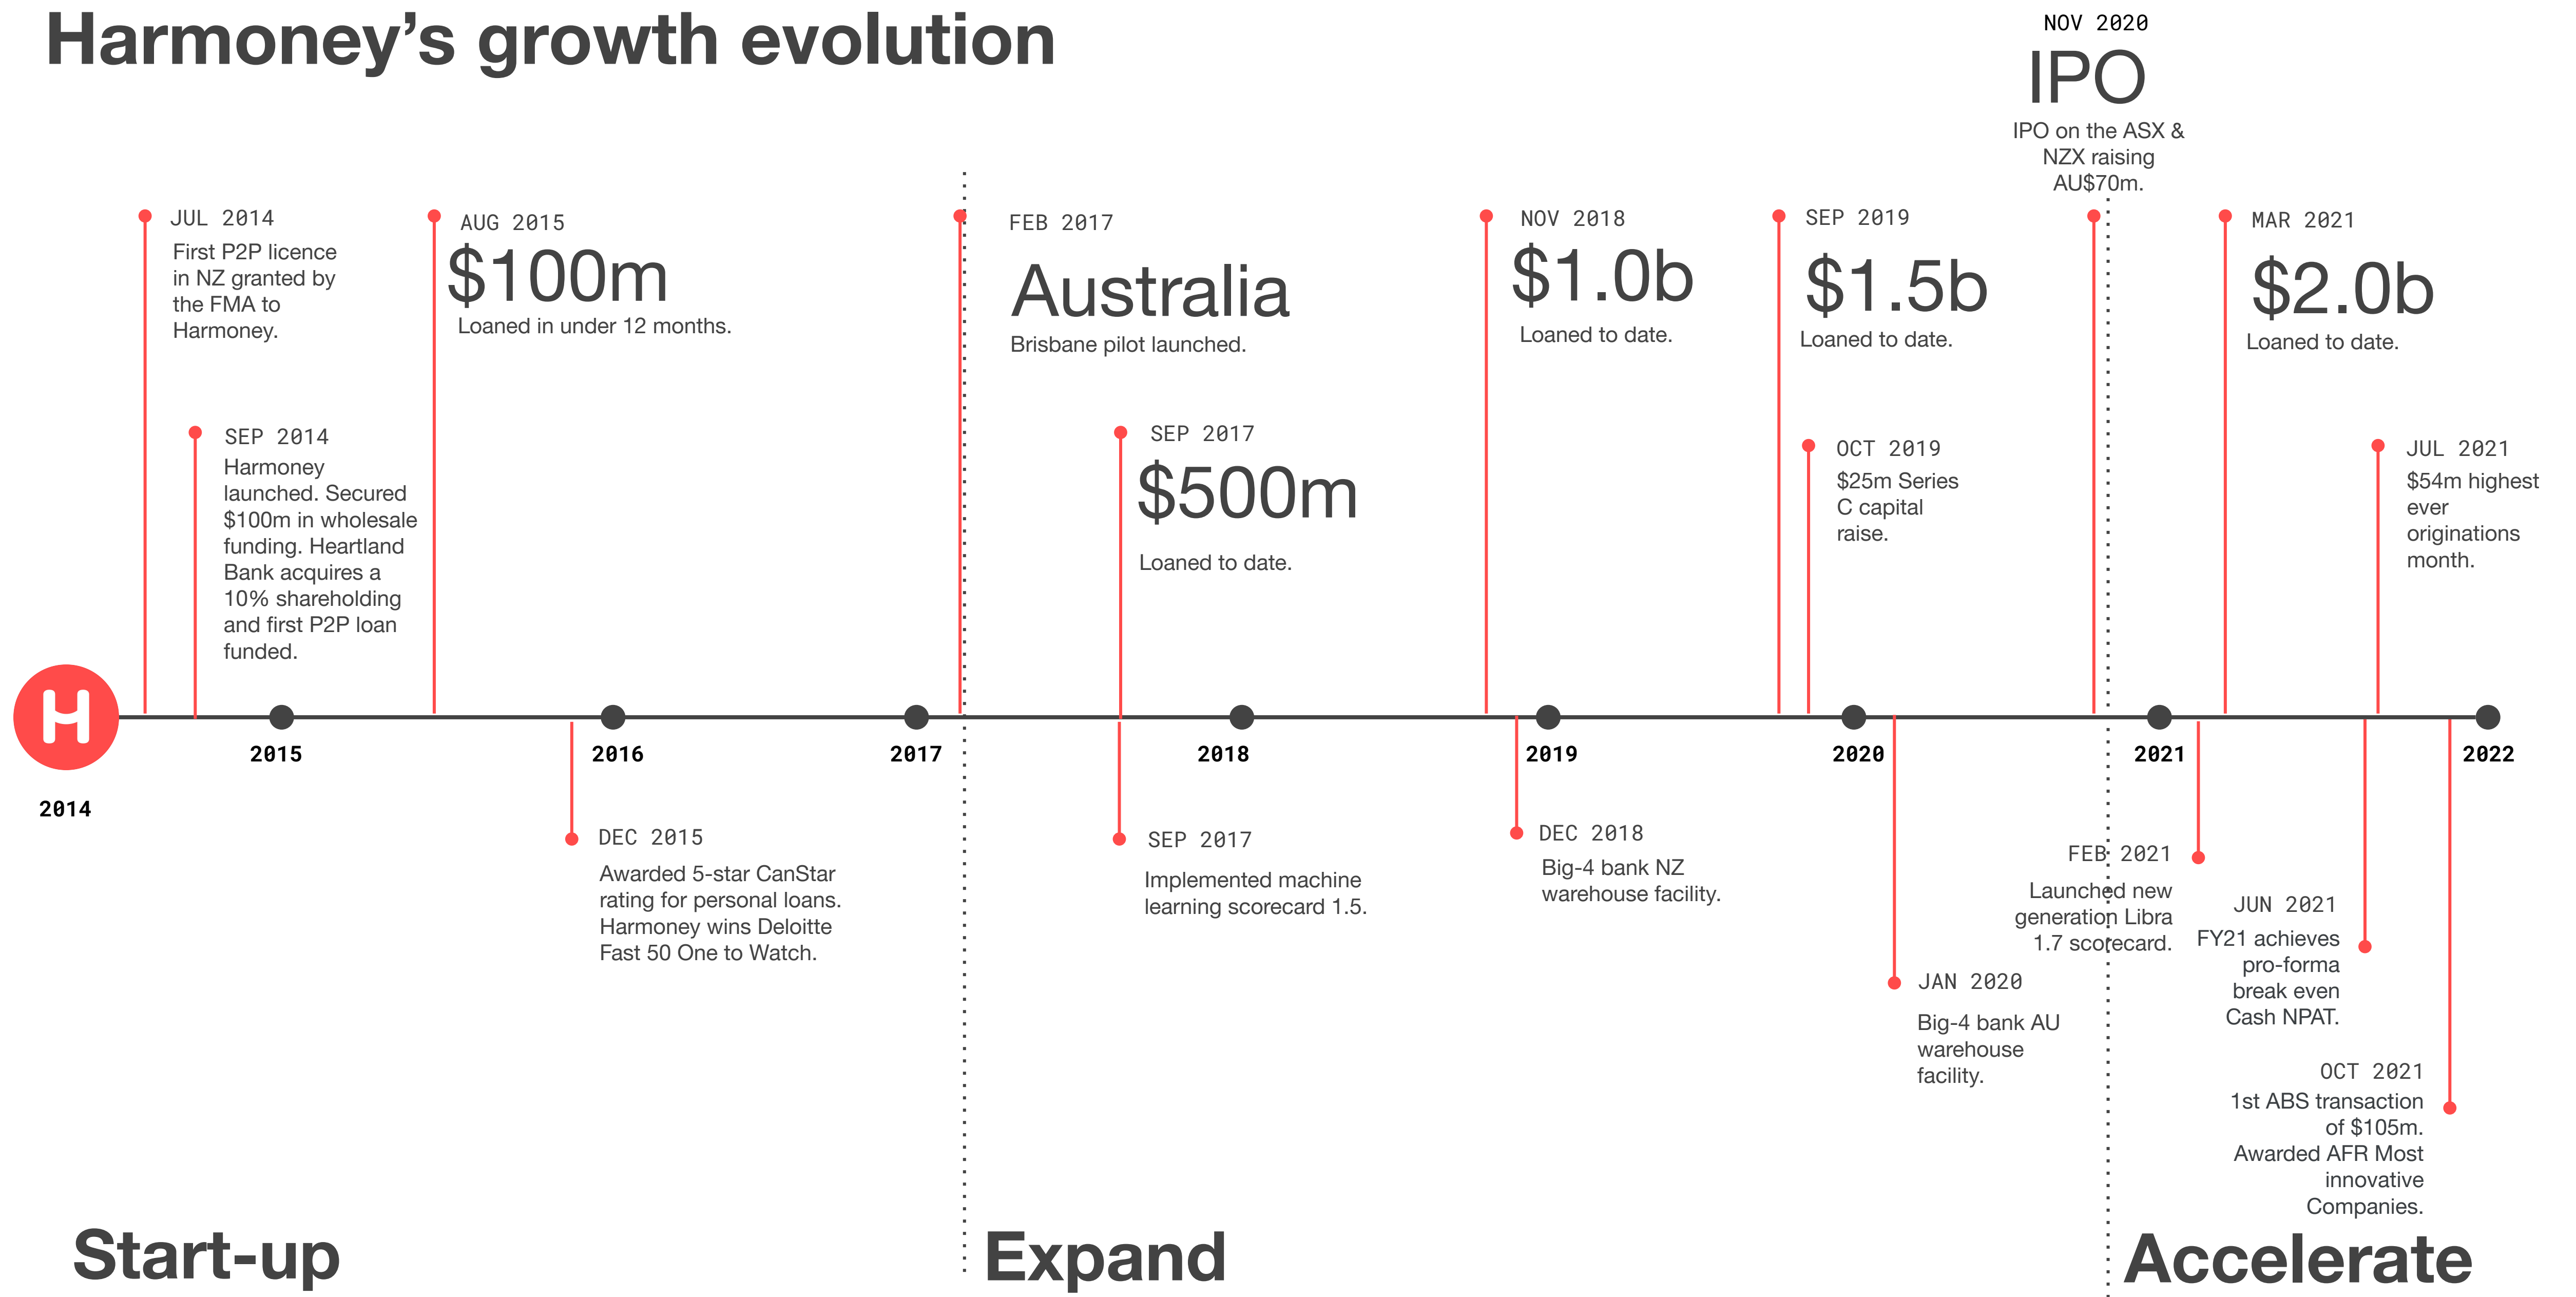 Harmoney’s growth evolution
NOV 2020
IPO
IPO on the ASX &
NZX raising
AU$70m.
JUL 2014
First P2P licence
in NZ granted by
the FMA to
Harmoney.
AUG 2015
$100m
Loaned in under 12 months.
FEB 2017
Australia
Brisbane pilot launched.
NOV 2018
$1.0b
Loaned to date.
SEP 2019
$1.5b
Loaned to date.
MAR 2021
$2.0b
Loaned to date.
SEP 2014
Harmoney
launched. Secured
$100m in wholesale
funding. Heartland
Bank acquires a
10% shareholding
and first P2P loan
funded.
SEP 2017
$500m
Loaned to date.
OCT 2019
$25m Series
C capital
raise.
JUL 2021
$54m highest
ever
originations
month.
H
2014
2015
2016
2017
2018
2019
2020
2021
2022
DEC 2015
Awarded 5-star CanStar
rating for personal loans.
Harmoney wins Deloitte
Fast 50 One to Watch.
SEP 2017
Implemented machine
learning scorecard 1.5.
DEC 2018
Big-4 bank NZ
warehouse facility.
JAN 2020
Big-4 bank AU
warehouse
facility.
FEB 2021
Launched new
generation Libra
1.7 scorecard.
JUN 2021
FY21 achieves
pro-forma
break even
Cash NPAT.
OCT 2021
1st ABS transaction
of $105m.
Awarded AFR Most
innovative
Companies.
Start-up
Expand
Accelerate